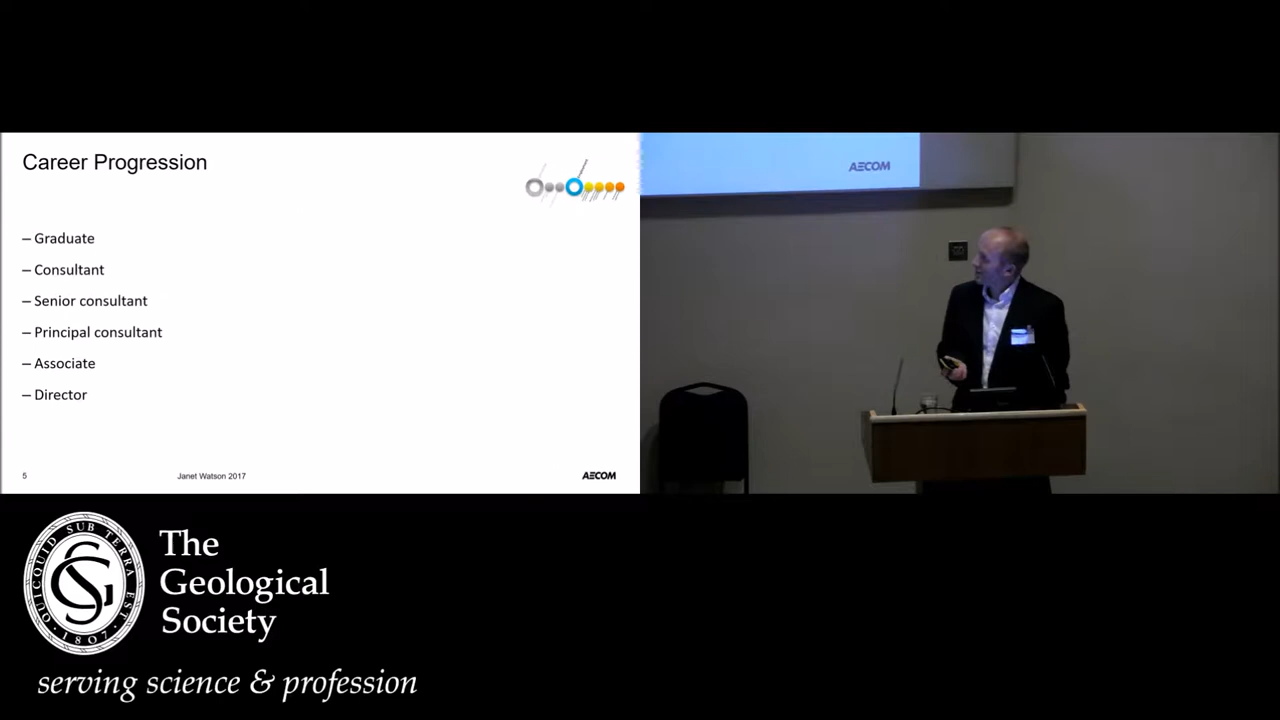 Career Progression
– Graduate
– Consultant
– Senior consultant
– Principal consultant
– Associate
– Director
5
Janet Watson 2017
AECOM
AECOM
QUICQUID SUB TERRA EST
1807
The
Geological
Society
serving science & profession